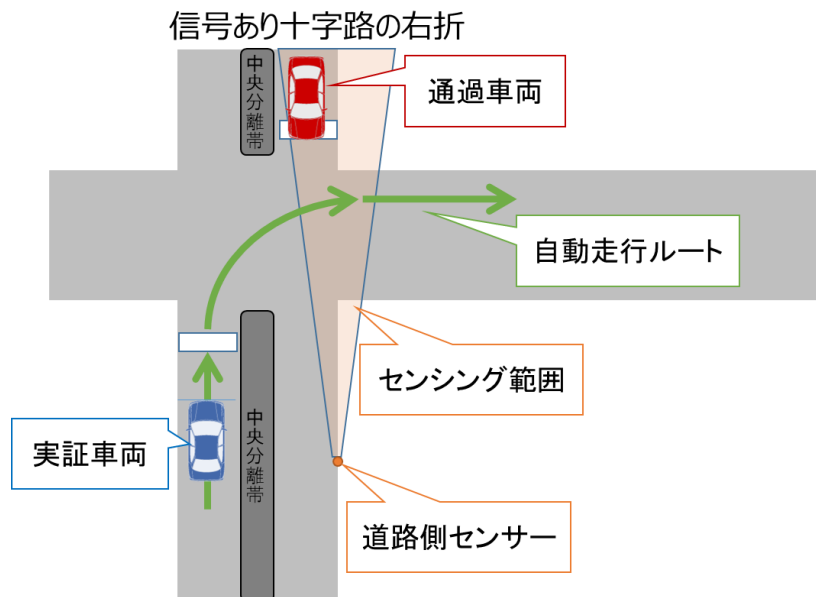 信号あり十字路の右折
中央分離帯
通過車両
自動走行ルート
センシング範囲
中央分離帯
実証車両
道路側センサー